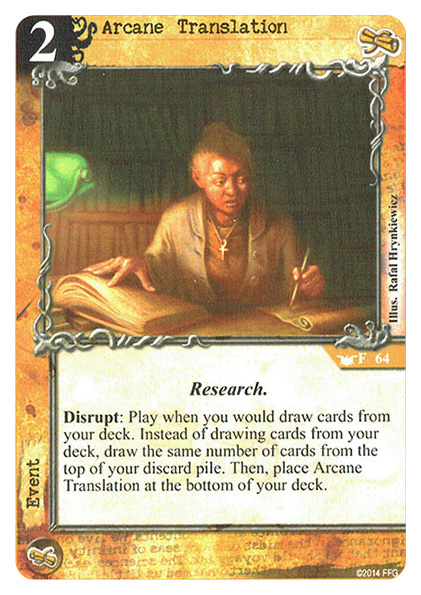 2
Arcane Translation
Illus. Rafał Hrynkiewicz
F 64
Research.
Disrupt: Play when you would draw cards from
your deck. Instead of drawing cards from your
deck, draw the same number of cards from the
top of your discard pile. Then, place Arcane
Translation at the bottom of your deck.
Event
©2014 FFG